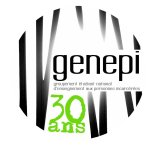 genepi
groupement étudiant national
d'enseignement aux personnes incarcérées
30
ans